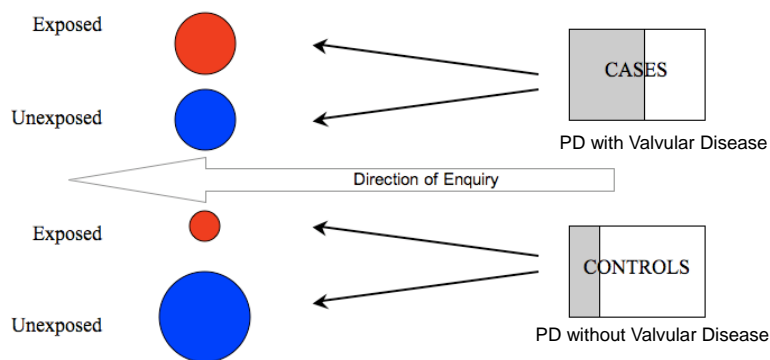 Exposed
CASES
Unexposed
PD with Valvular Disease
Direction of Enquiry
Exposed
CONTROLS
Unexposed
PD without Valvular Disease